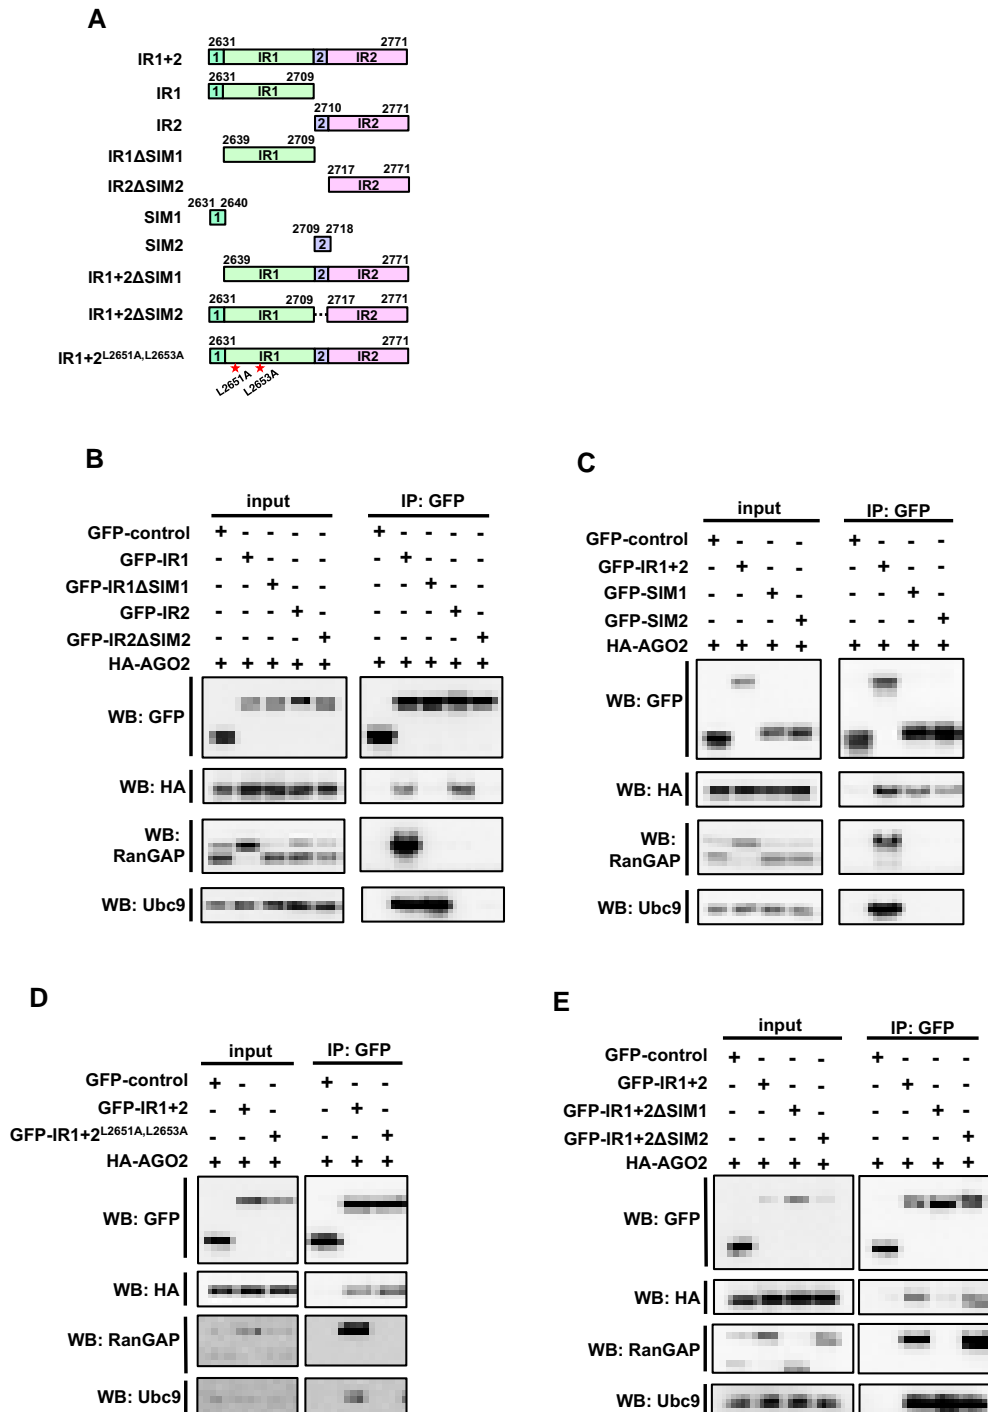 A
2631 2771
IR1+2 1 IR1 2 IR2
2631 2709
IR1 1 IR1
2710 2771
IR2 2 IR2
2639 2709
IR1ΔSIM1 IR1
2717 2771
IR2ΔSIM2 IR2
2631 2640
SIM1 1
2709 2718
SIM2 2
2639 2771
IR1+2ΔSIM1 IR1 2 IR2
2631 2709 2717 2771
IR1+2ΔSIM2 1 IR1 IR2
2631 2771
IR1+2L2651A,L2653A 1 IR1 2 IR2
L2651A L2653A
B
input IP: GFP
GFP-control + - - - - + - - - -
GFP-IR1 - + - - - - + - - -
GFP-IR1ΔSIM1 - - + - - - - + - -
GFP-IR2 - - - + - - - - + -
GFP-IR2ΔSIM2 - - - - + - - - - +
HA-AGO2 + + + + + + + + + +
WB: GFP
WB: HA
WB:
RanGAP
WB: Ubc9
C
input IP: GFP
GFP-control + - - - + - - -
GFP-IR1+2 - + - - - + - -
GFP-SIM1 - - + - - - + -
GFP-SIM2 - - - + - - - +
HA-AGO2 + + + + + + + +
WB: GFP
WB: HA
WB:
RanGAP
WB: Ubc9
D
input IP: GFP
GFP-control + - - + - -
GFP-IR1+2 - + - - + -
GFP-IR1+2L2651A,L2653A - - + - - +
HA-AGO2 + + + + + +
WB: GFP
WB: HA
WB: RanGAP
WB: Ubc9
E
input IP: GFP
GFP-control + - - - + - - -
GFP-IR1+2 - + - - - + - -
GFP-IR1+2ΔSIM1 - - + - - - + -
GFP-IR1+2ΔSIM2 - - - + - - - +
HA-AGO2 + + + + + + + +
WB: GFP
WB: HA
WB: RanGAP
WB: Ubc9